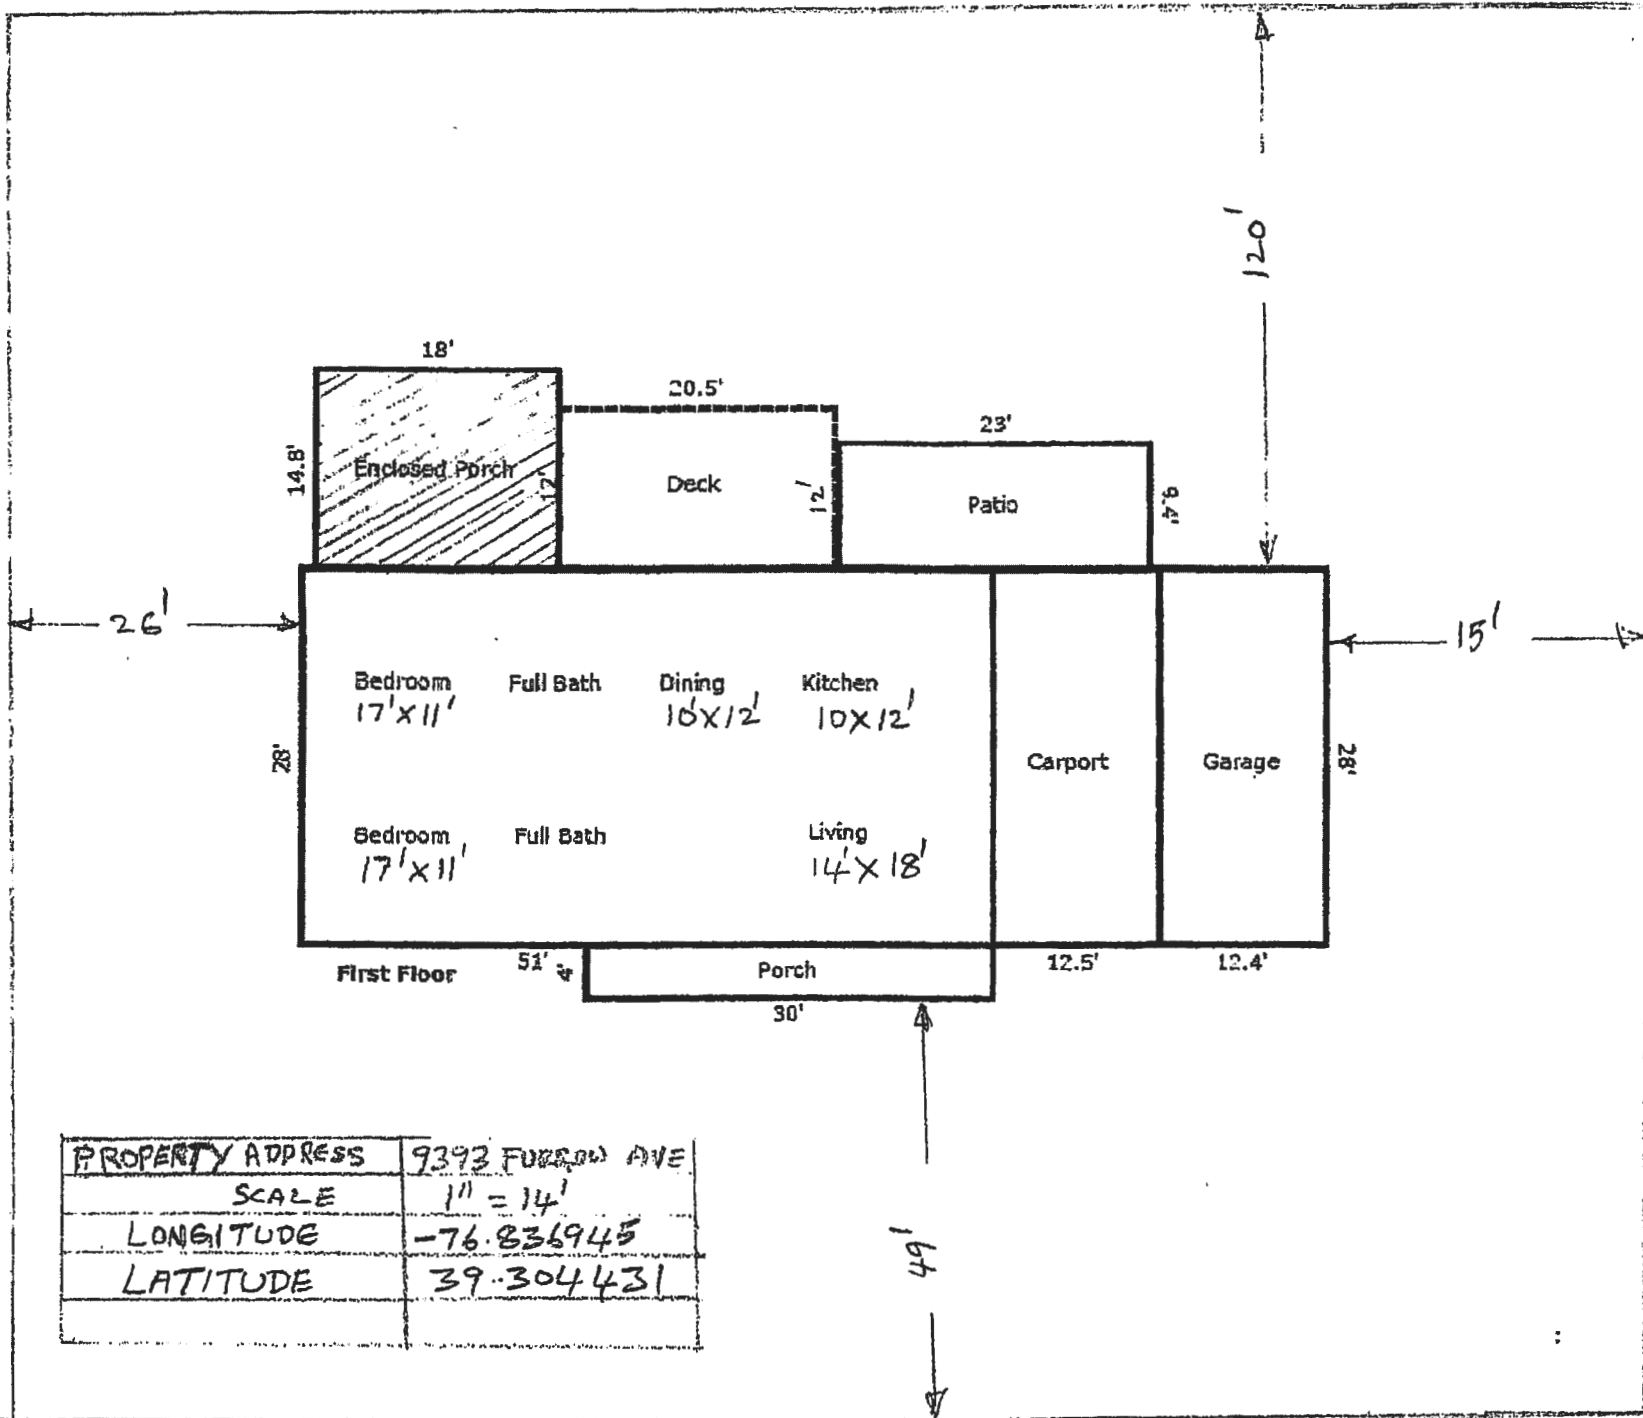 120'
18'
20.5'
23'
14.8'
Enclosed Porch
12'
Deck
12'
Patio
9.4'
26'
15'
Bedroom Full Bath Dining Kitchen
17'X11' 10'X12' 10X12'
28'
Carport Garage
28'
Bedroom Full Bath Living
17'X11' 14'X18'
First Floor 51' 4' Porch 12.5' 12.4'
30'
49'
PROPERTY ADDRESS 9393 FURROW AVE
SCALE 1" = 14'
LONGITUDE -76.836945
LATITUDE 39.304431